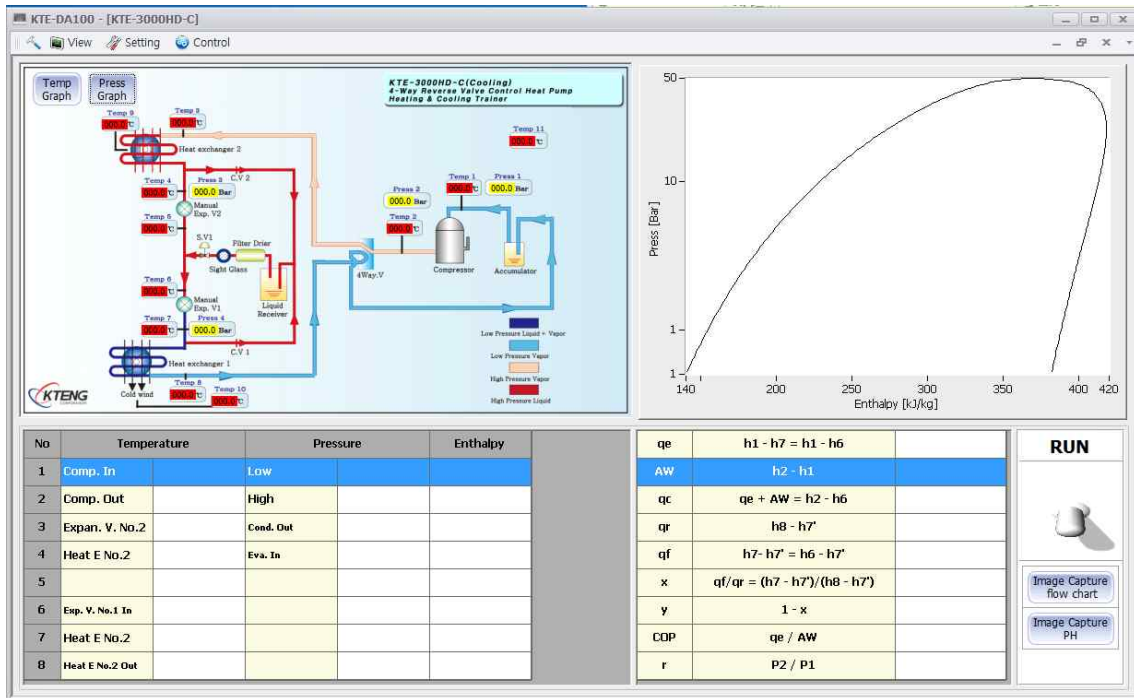 KTE-DA100 - [KTE-3000HD-C]
View Setting Control
Temp Graph
Press Graph
KTE-3000HD-C(Cooling)
4-Way Reverse Valve Control Heat Pump
Heating & Cooling Trainer
Temp 9
000.0 ℃
Temp 3
000.0 ℃
Heat exchanger 2
Temp 11
000.0 ℃
C.V 2
Temp 4
000.0 ℃
Press 3
000.0 Bar
Manual
Exp. V2
Temp 5
000.0 ℃
Press 2
000.0 Bar
Temp 2
000.0 ℃
Temp 1
000.0 ℃
Press 1
000.0 Bar
S.V1
Filter Drier
Sight Glass
4Way.V
Compressor
Accumulator
Temp 6
000.0 ℃
Manual
Exp. V1
Liquid
Receiver
Temp 7
000.0 ℃
Press 4
000.0 Bar
C.V 1
Heat exchanger 1
Temp 8
000.0 ℃
Temp 10
000.0 ℃
Cold wind
KTENG
Low Pressure Liquid + Vapor
Low Pressure Vapor
High Pressure Vapor
High Pressure Liquid
Press [Bar]
50
10
1
1
140 200 250 300 350 400 420
Enthalpy [kJ/kg]
No Temperature Pressure Enthalpy
1 Comp. In Low
2 Comp. Out High
3 Expan. V. No.2 Cond. Out
4 Heat E No.2 Eva. In
5
6 Exp. V. No.1 In
7 Heat E No.2
8 Heat E No.2 Out
qe h1 - h7 = h1 - h6
AW h2 - h1
qc qe + AW = h2 - h6
qr h8 - h7'
qf h7- h7' = h6 - h7'
x qf/qr = (h7 - h7')/(h8 - h7')
y 1 - x
COP qe / AW
r P2 / P1
RUN
Image Capture
flow chart
Image Capture
PH